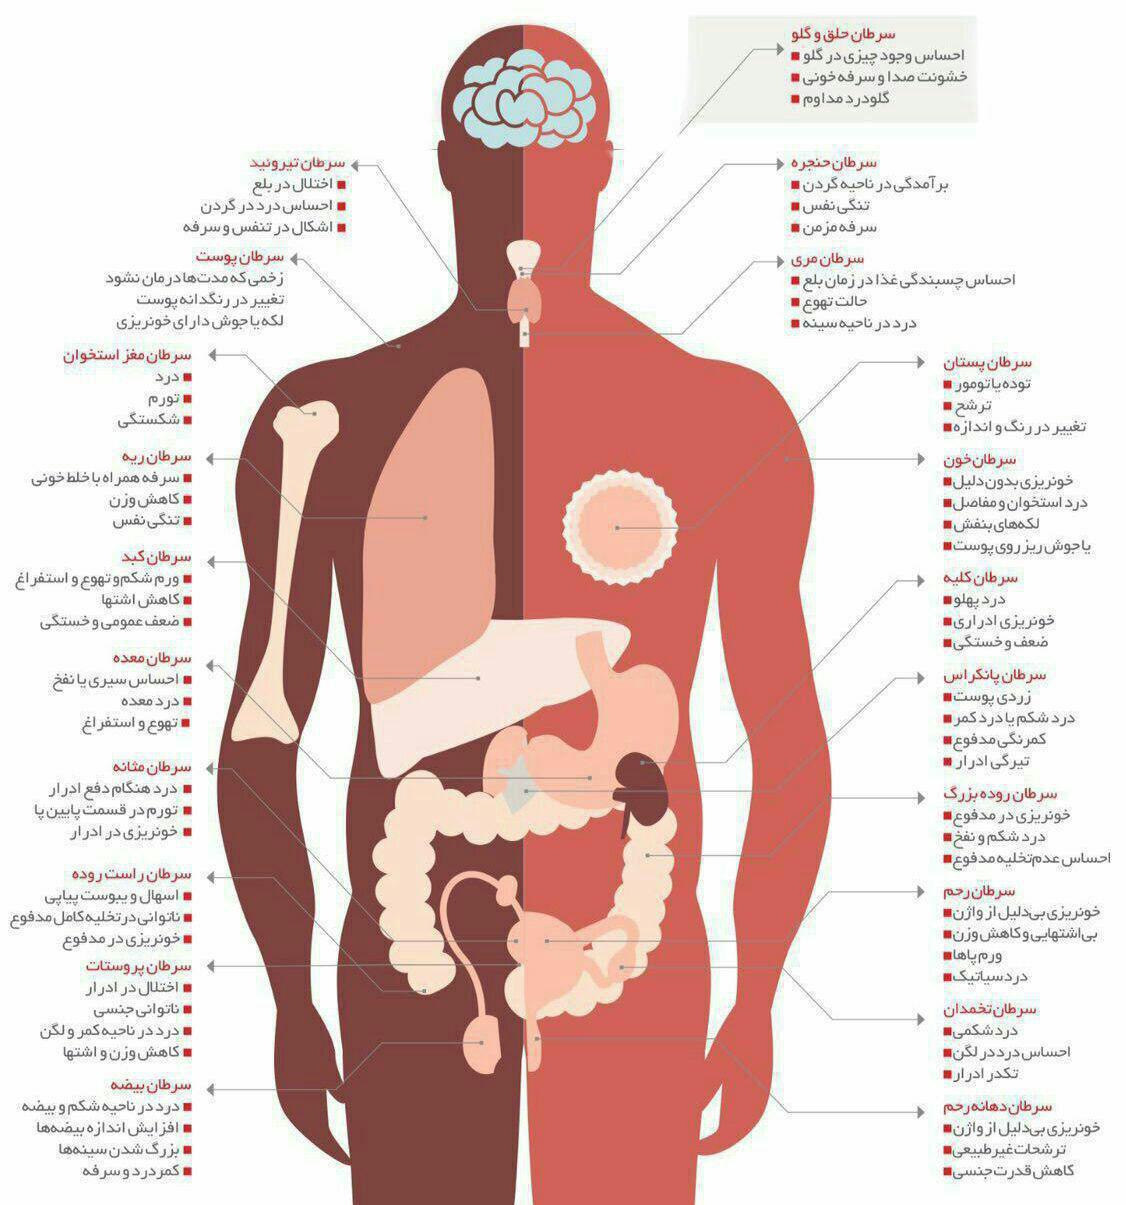 سرطان حلق و گلو
احساس وجود چیزی در گلو
خشونت صدا و سرفه خونی
گلودرد مداوم
سرطان حنجره
برآمدگی در ناحیه گردن
تنگی نفس
سرفه مزمن
سرطان مری
احساس چسبندگی غذا در زمان بلع
حالت تهوع
درد در ناحیه سینه
سرطان پستان
توده یا تومور
ترشح
تغییر در رنگ و اندازه
سرطان خون
خونریزی بدون دلیل
درد استخوان و مفاصل
لکه‌های بنفش
یا جوش ریز روی پوست
سرطان کلیه
درد پهلو
خونریزی ادراری
ضعف و خستگی
سرطان پانکراس
زردی پوست
درد شکم یا درد کمر
کمرنگی مدفوع
تیرگی ادرار
سرطان روده بزرگ
خونریزی در مدفوع
درد شکم و نفخ
احساس عدم تخلیه مدفوع
سرطان رحم
خونریزی بی‌دلیل از واژن
بی‌اشتهایی و کاهش وزن
ورم پاها
درد سیاتیک
سرطان تخمدان
درد شکمی
احساس درد در لگن
تکدر ادرار
سرطان دهانه رحم
خونریزی بی‌دلیل از واژن
ترشحات غیرطبیعی
کاهش قدرت جنسی
سرطان تیروئید
اختلال در بلع
احساس درد در گردن
اشکال در تنفس و سرفه
سرطان پوست
زخمی که مدت‌ها درمان نشود
تغییر در رنگدانه پوست
لکه یا جوش دارای خونریزی
سرطان مغز استخوان
درد
تورم
شکستگی
سرطان ریه
سرفه همراه با خلط خونی
کاهش وزن
تنگی نفس
سرطان کبد
ورم شکم و تهوع و استفراغ
کاهش اشتها
ضعف عمومی و خستگی
سرطان معده
احساس سیری یا نفخ
درد معده
تهوع و استفراغ
سرطان مثانه
درد هنگام دفع ادرار
تورم در قسمت پایین پا
خونریزی در ادرار
سرطان راست روده
اسهال و یبوست پیاپی
ناتوانی در تخلیه کامل مدفوع
خونریزی در مدفوع
سرطان پروستات
اختلال در ادرار
ناتوانی جنسی
درد در ناحیه کمر و لگن
کاهش وزن و اشتها
سرطان بیضه
درد در ناحیه شکم و بیضه
افزایش اندازه بیضه‌ها
بزرگ شدن سینه‌ها
کمردرد و سرفه